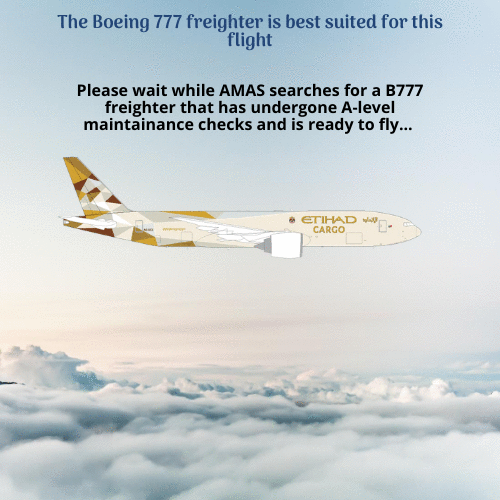 The Boeing 777 freighter is best suited for this
flight
Please wait while AMAS searches for a B777
freighter that has undergone A-level
maintainance checks and is ready to fly...
ETIHAD
CARGO